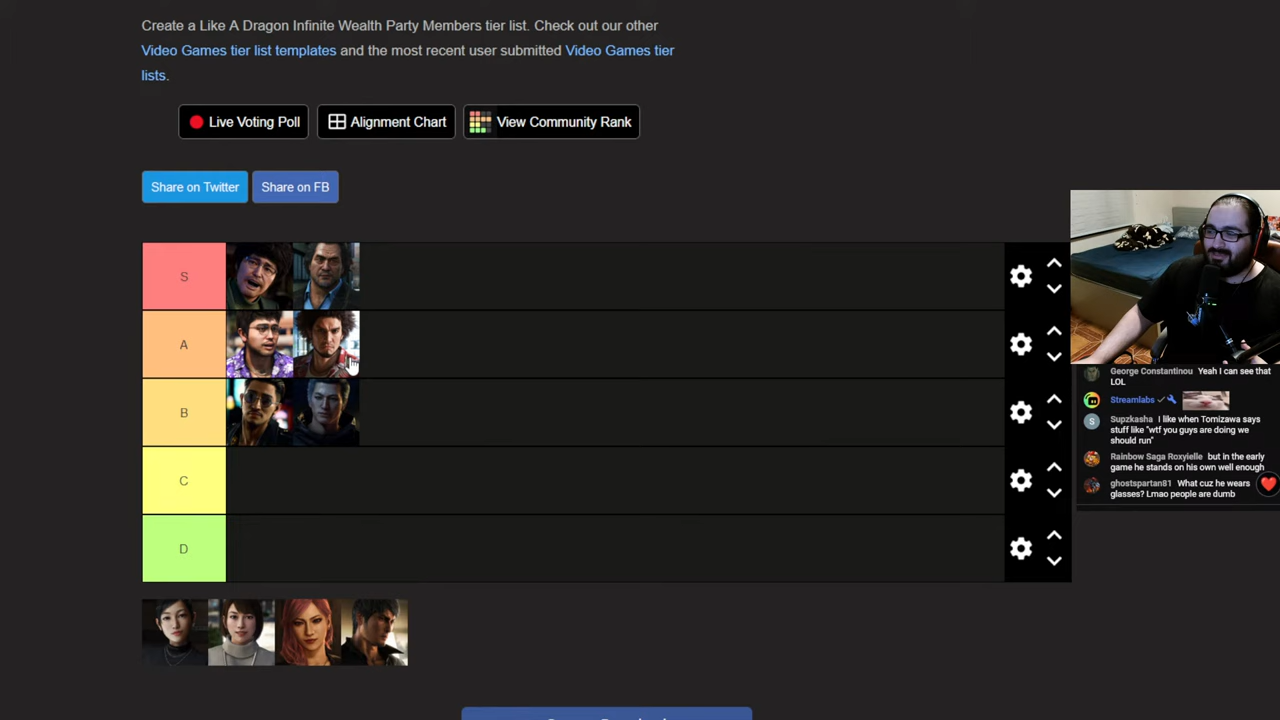 Create a Like A Dragon Infinite Wealth Party Members tier list. Check out our other
Video Games tier list templates and the most recent user submitted Video Games tier
lists.
Live Voting Poll
Alignment Chart
View Community Rank
Share on Twitter
Share on FB
S
A
B
C
D
George Constantinou Yeah I can see that
LOL
Streamlabs
S
Supzkasha I like when Tomizawa says
stuff like "wtf you guys are doing we
should run"
Rainbow Saga Roxyielle but in the early
game he stands on his own well enough
ghostspartan81 What cuz he wears
glasses? Lmao people are dumb